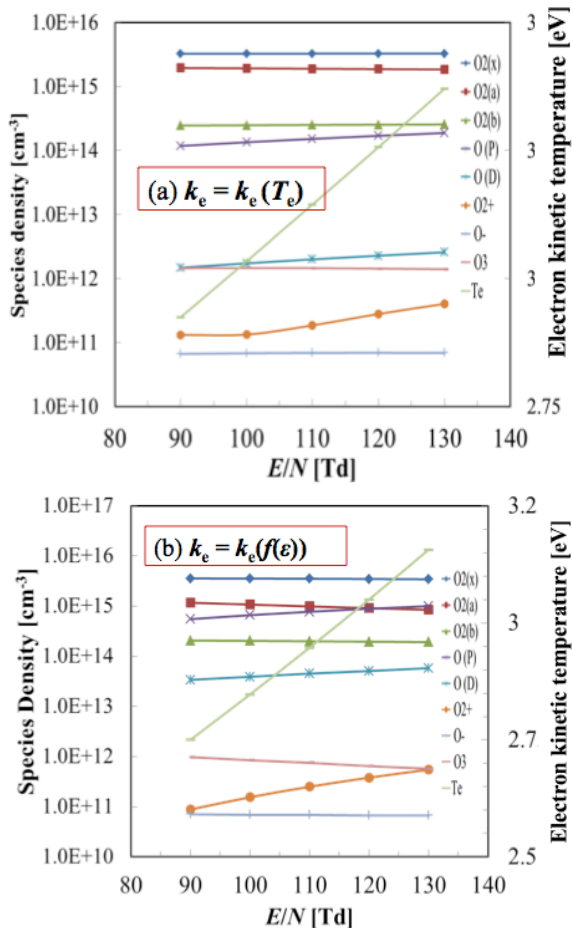 1.0E+16
1.0E+15
1.0E+14
1.0E+13
1.0E+12
1.0E+11
1.0E+10
Species density [cm-3]
(a) ke = ke (Te)
80 90 100 110 120 130 140
E/N [Td]
O2(x)
O2(a)
O2(b)
O (P)
O (D)
O2+
O-
O3
Te
3
3
3
2.75
Electron kinetic temperature [eV]
1.0E+17
1.0E+16
1.0E+15
1.0E+14
1.0E+13
1.0E+12
1.0E+11
1.0E+10
Species Density [cm-3]
(b) ke = ke(f(ε))
80 90 100 110 120 130 140
E/N [Td]
O2(x)
O2(a)
O2(b)
O (P)
O (D)
O2+
O-
O3
Te
3.2
3
2.7
2.5
Electron kinetic temperature [eV]